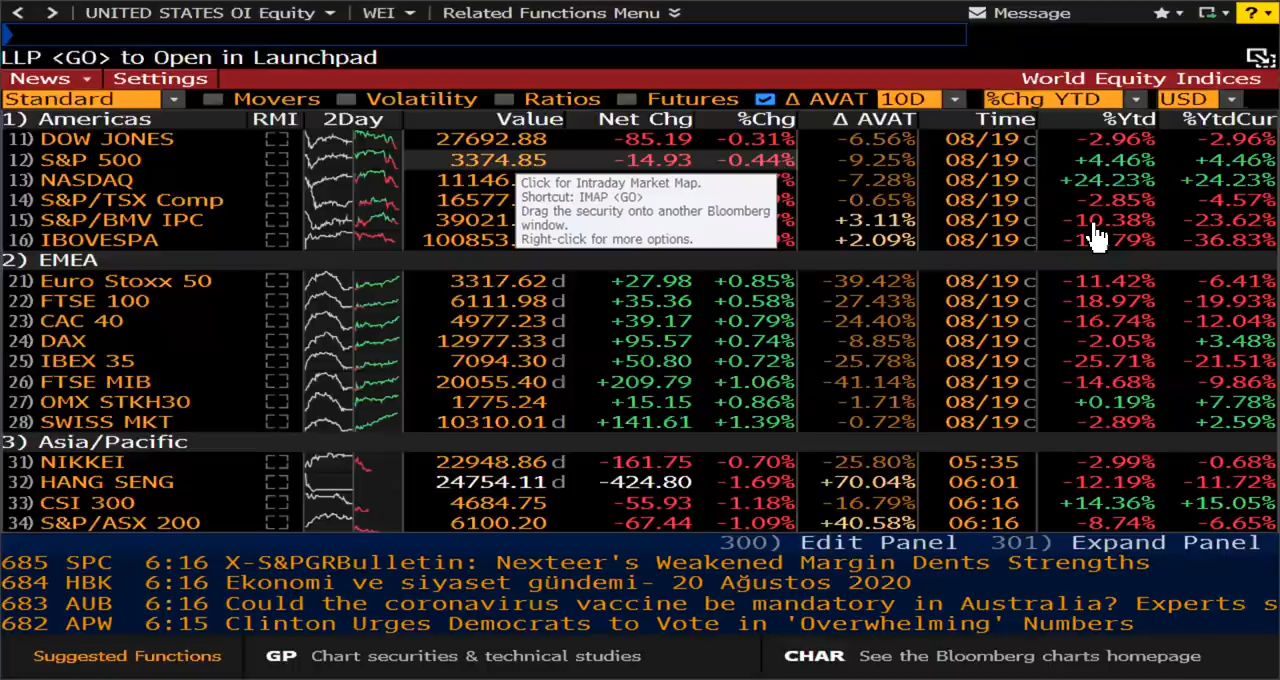 UNITED STATES OI Equity WEI Related Functions Menu Message ?
LLP <GO> to Open in Launchpad
News Settings World Equity Indices
Standard Movers Volatility Ratios Futures Δ AVAT 10D %Chg YTD USD
1) Americas RMI 2Day Value Net Chg %Chg Δ AVAT Time %Ytd %YtdCur
11) DOW JONES 27692.88 -85.19 -0.31% -6.56% 08/19 c -2.96% -2.96%
12) S&P 500 3374.85 -14.93 -0.44% -9.25% 08/19 c +4.46% +4.46%
13) NASDAQ 11146. -7.28% 08/19 c +24.23% +24.23%
14) S&P/TSX Comp 16577. -0.65% 08/19 c -2.85% -4.57%
15) S&P/BMV IPC 39021. +3.11% 08/19 c -10.38% -23.62%
16) IBOVESPA 100853. +2.09% 08/19 c -36.83%
Click for Intraday Market Map.
Shortcut: IMAP <GO>
Drag the security onto another Bloomberg
window.
Right-click for more options.
2) EMEA
21) Euro Stoxx 50 3317.62 d +27.98 +0.85% -39.42% 08/19 c -11.42% -6.41%
22) FTSE 100 6111.98 d +35.36 +0.58% -27.43% 08/19 c -18.97% -19.93%
23) CAC 40 4977.23 d +39.17 +0.79% -24.40% 08/19 c -16.74% -12.04%
24) DAX 12977.33 d +95.57 +0.74% -8.85% 08/19 c -2.05% +3.48%
25) IBEX 35 7094.30 d +50.80 +0.72% -25.78% 08/19 c -25.71% -21.51%
26) FTSE MIB 20055.40 d +209.79 +1.06% -41.14% 08/19 c -14.68% -9.86%
27) OMX STKH30 1775.24 +15.15 +0.86% -1.71% 08/19 c +0.19% +7.78%
28) SWISS MKT 10310.01 d +141.61 +1.39% -0.72% 08/19 c -2.89% +2.59%
3) Asia/Pacific
31) NIKKEI 22948.86 d -161.75 -0.70% -25.80% 05:35 -2.99% -0.68%
32) HANG SENG 24754.11 d -424.80 -1.69% +70.04% 06:01 -12.19% -11.72%
33) CSI 300 4684.75 -55.93 -1.18% -16.79% 06:16 +14.36% +15.05%
34) S&P/ASX 200 6100.20 -67.44 -1.09% +40.58% 06:16 -8.74% -6.65%
300) Edit Panel 301) Expand Panel
685 SPC 6:16 X-S&PGRBulletin: Nexteer's Weakened Margin Dents Strengths
684 HBK 6:16 Ekonomi ve siyaset gündemi- 20 Ağustos 2020
683 AUB 6:16 Could the coronavirus vaccine be mandatory in Australia? Experts s
682 APW 6:15 Clinton Urges Democrats to Vote in 'Overwhelming' Numbers
Suggested Functions GP Chart securities & technical studies CHAR See the Bloomberg charts homepage